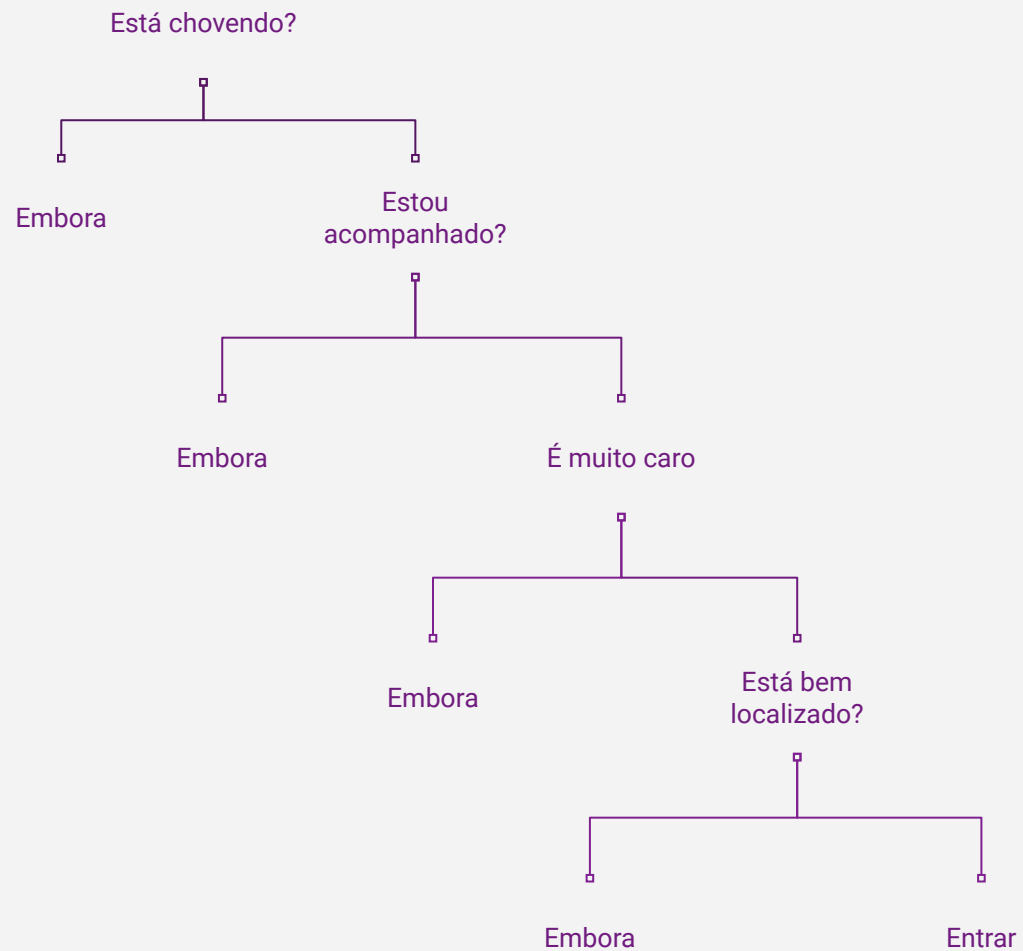 Está chovendo?
Embora
Estou
acompanhado?
Embora
É muito caro
Embora
Está bem
localizado?
Embora
Entrar